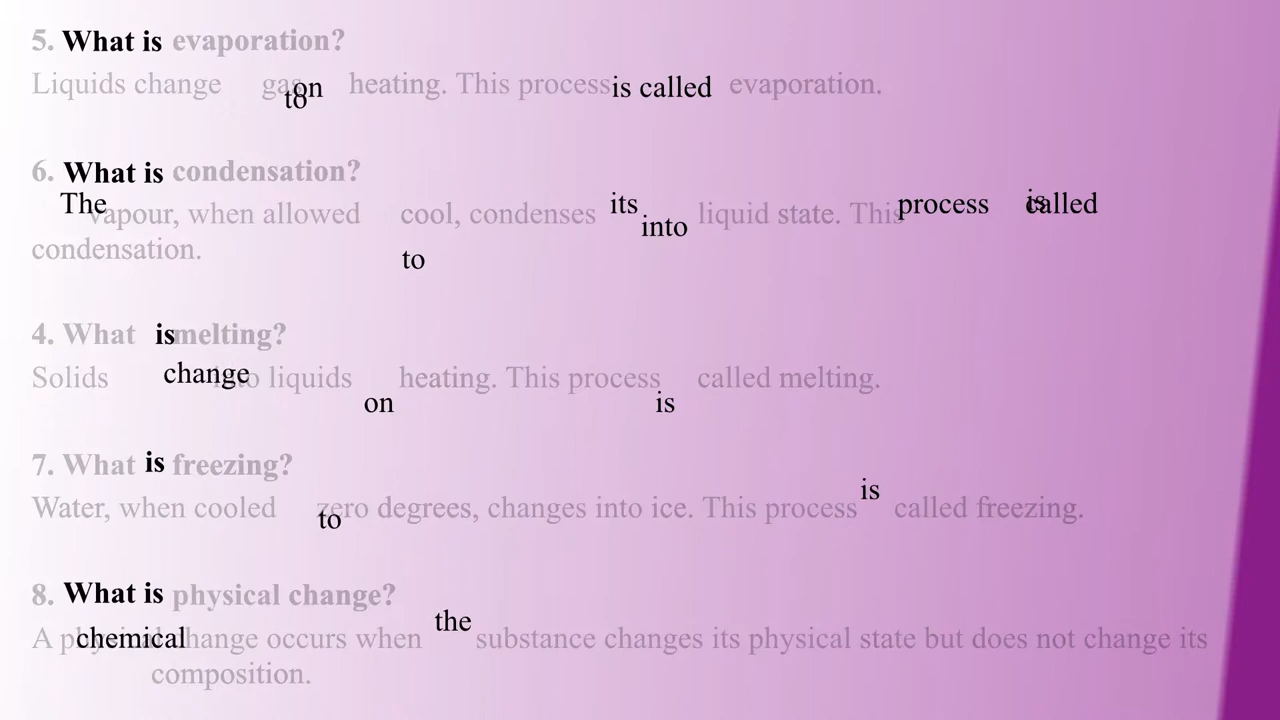 5. What is evaporation?
Liquids change to gas on heating. This process is called evaporation.
6. What is condensation?
The vapour, when allowed to cool, condenses into its liquid state. This process is called
condensation.
4. What is melting?
Solids change into liquids on heating. This process is called melting.
7. What is freezing?
Water, when cooled to zero degrees, changes into ice. This process is called freezing.
8. What is physical change?
A physical change occurs when the substance changes its physical state but does not change its
chemical composition.